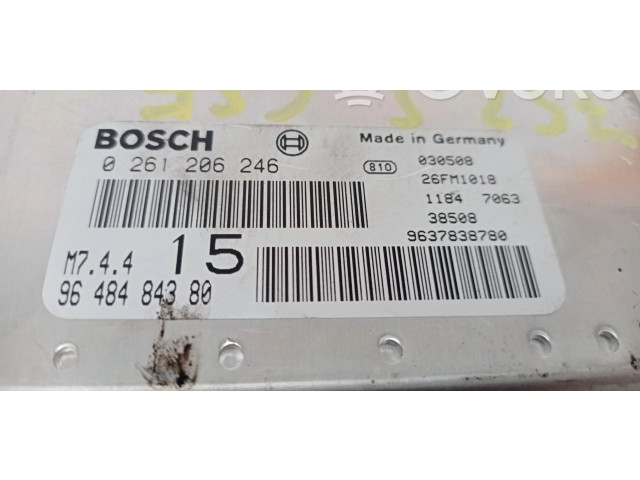 BOSCH
Made in Germany
0 261 206 246
810
030508
26FM1018
1184 7063
38508
9637838780
M7.4.4
15
96 484 843 80